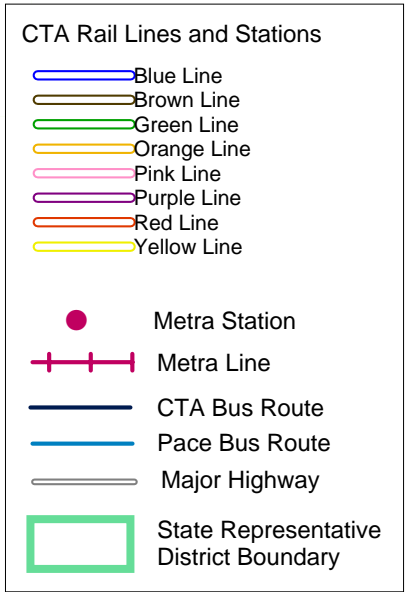 CTA Rail Lines and Stations
Blue Line
Brown Line
Green Line
Orange Line
Pink Line
Purple Line
Red Line
Yellow Line
Metra Station
Metra Line
CTA Bus Route
Pace Bus Route
Major Highway
State Representative
District Boundary